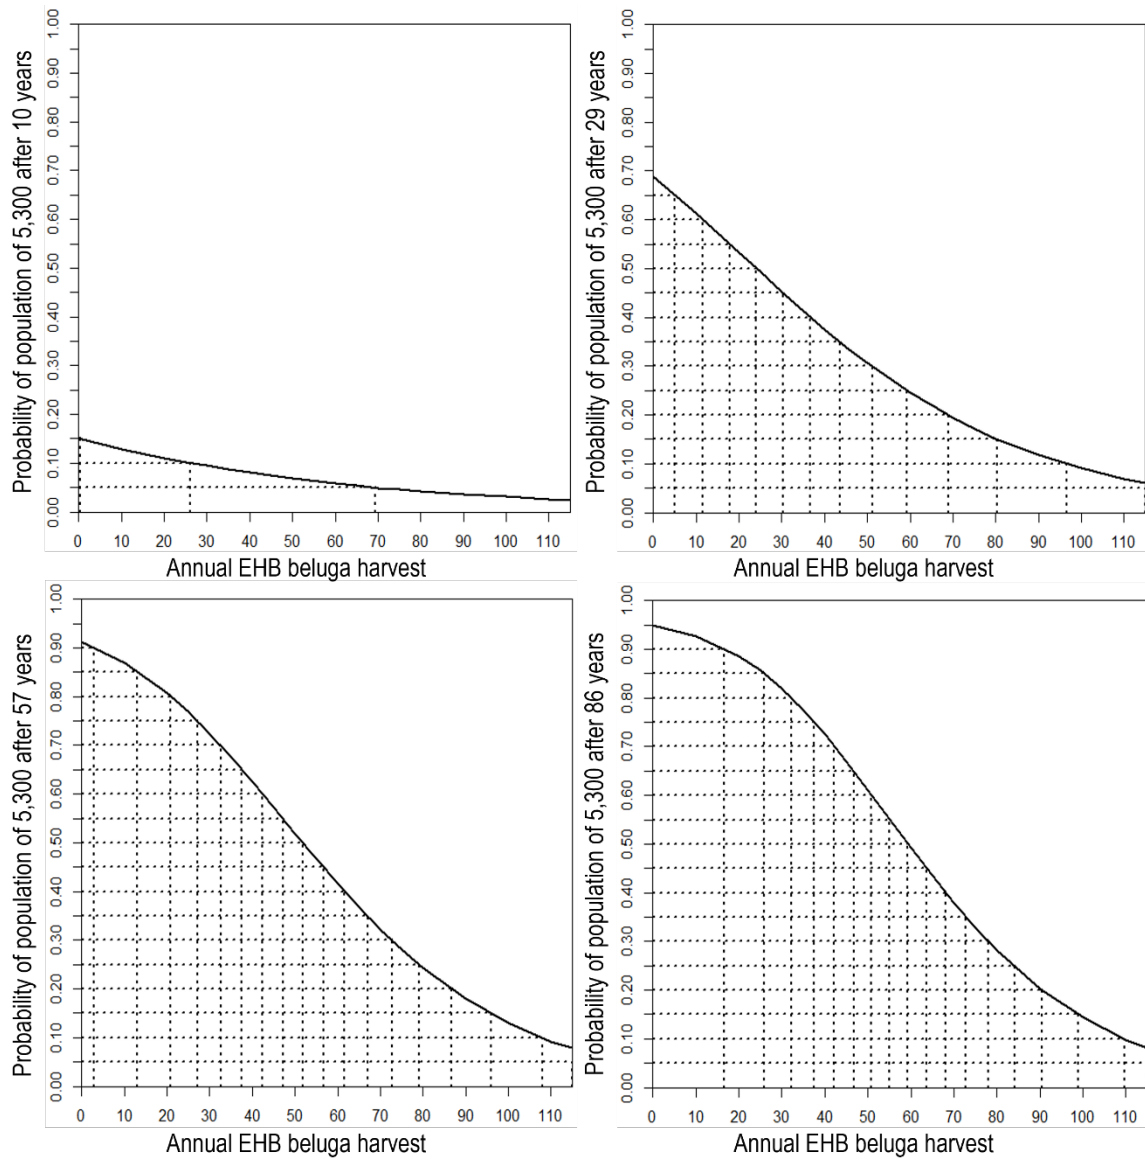 Probability of population of 5,300 after 10 years
0.00 0.10 0.20 0.30 0.40 0.50 0.60 0.70 0.80 0.90 1.00
0 10 20 30 40 50 60 70 80 90 100 110
Annual EHB beluga harvest
Probability of population of 5,300 after 29 years
0.00 0.10 0.20 0.30 0.40 0.50 0.60 0.70 0.80 0.90 1.00
0 10 20 30 40 50 60 70 80 90 100 110
Annual EHB beluga harvest
Probability of population of 5,300 after 57 years
0.00 0.10 0.20 0.30 0.40 0.50 0.60 0.70 0.80 0.90 1.00
0 10 20 30 40 50 60 70 80 90 100 110
Annual EHB beluga harvest
Probability of population of 5,300 after 86 years
0.00 0.10 0.20 0.30 0.40 0.50 0.60 0.70 0.80 0.90 1.00
0 10 20 30 40 50 60 70 80 90 100 110
Annual EHB beluga harvest